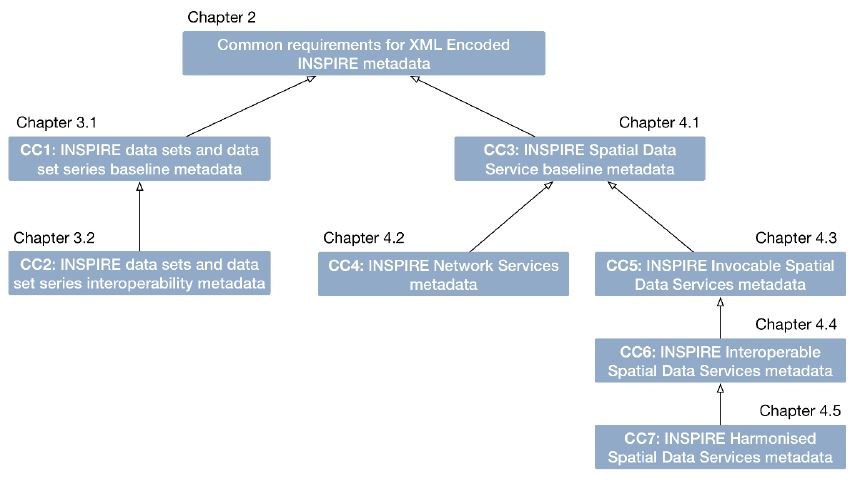 Chapter 2
Common requirements for XML Encoded
INSPIRE metadata
Chapter 3.1
CC1: INSPIRE data sets and data
set series baseline metadata
Chapter 4.1
CC3: INSPIRE Spatial Data
Service baseline metadata
Chapter 3.2
CC2: INSPIRE data sets and data
set series interoperability metadata
Chapter 4.2
CC4: INSPIRE Network Services
metadata
Chapter 4.3
CC5: INSPIRE Invocable Spatial
Data Services metadata
Chapter 4.4
CC6: INSPIRE Interoperable
Spatial Data Services metadata
Chapter 4.5
CC7: INSPIRE Harmonised
Spatial Data Services metadata